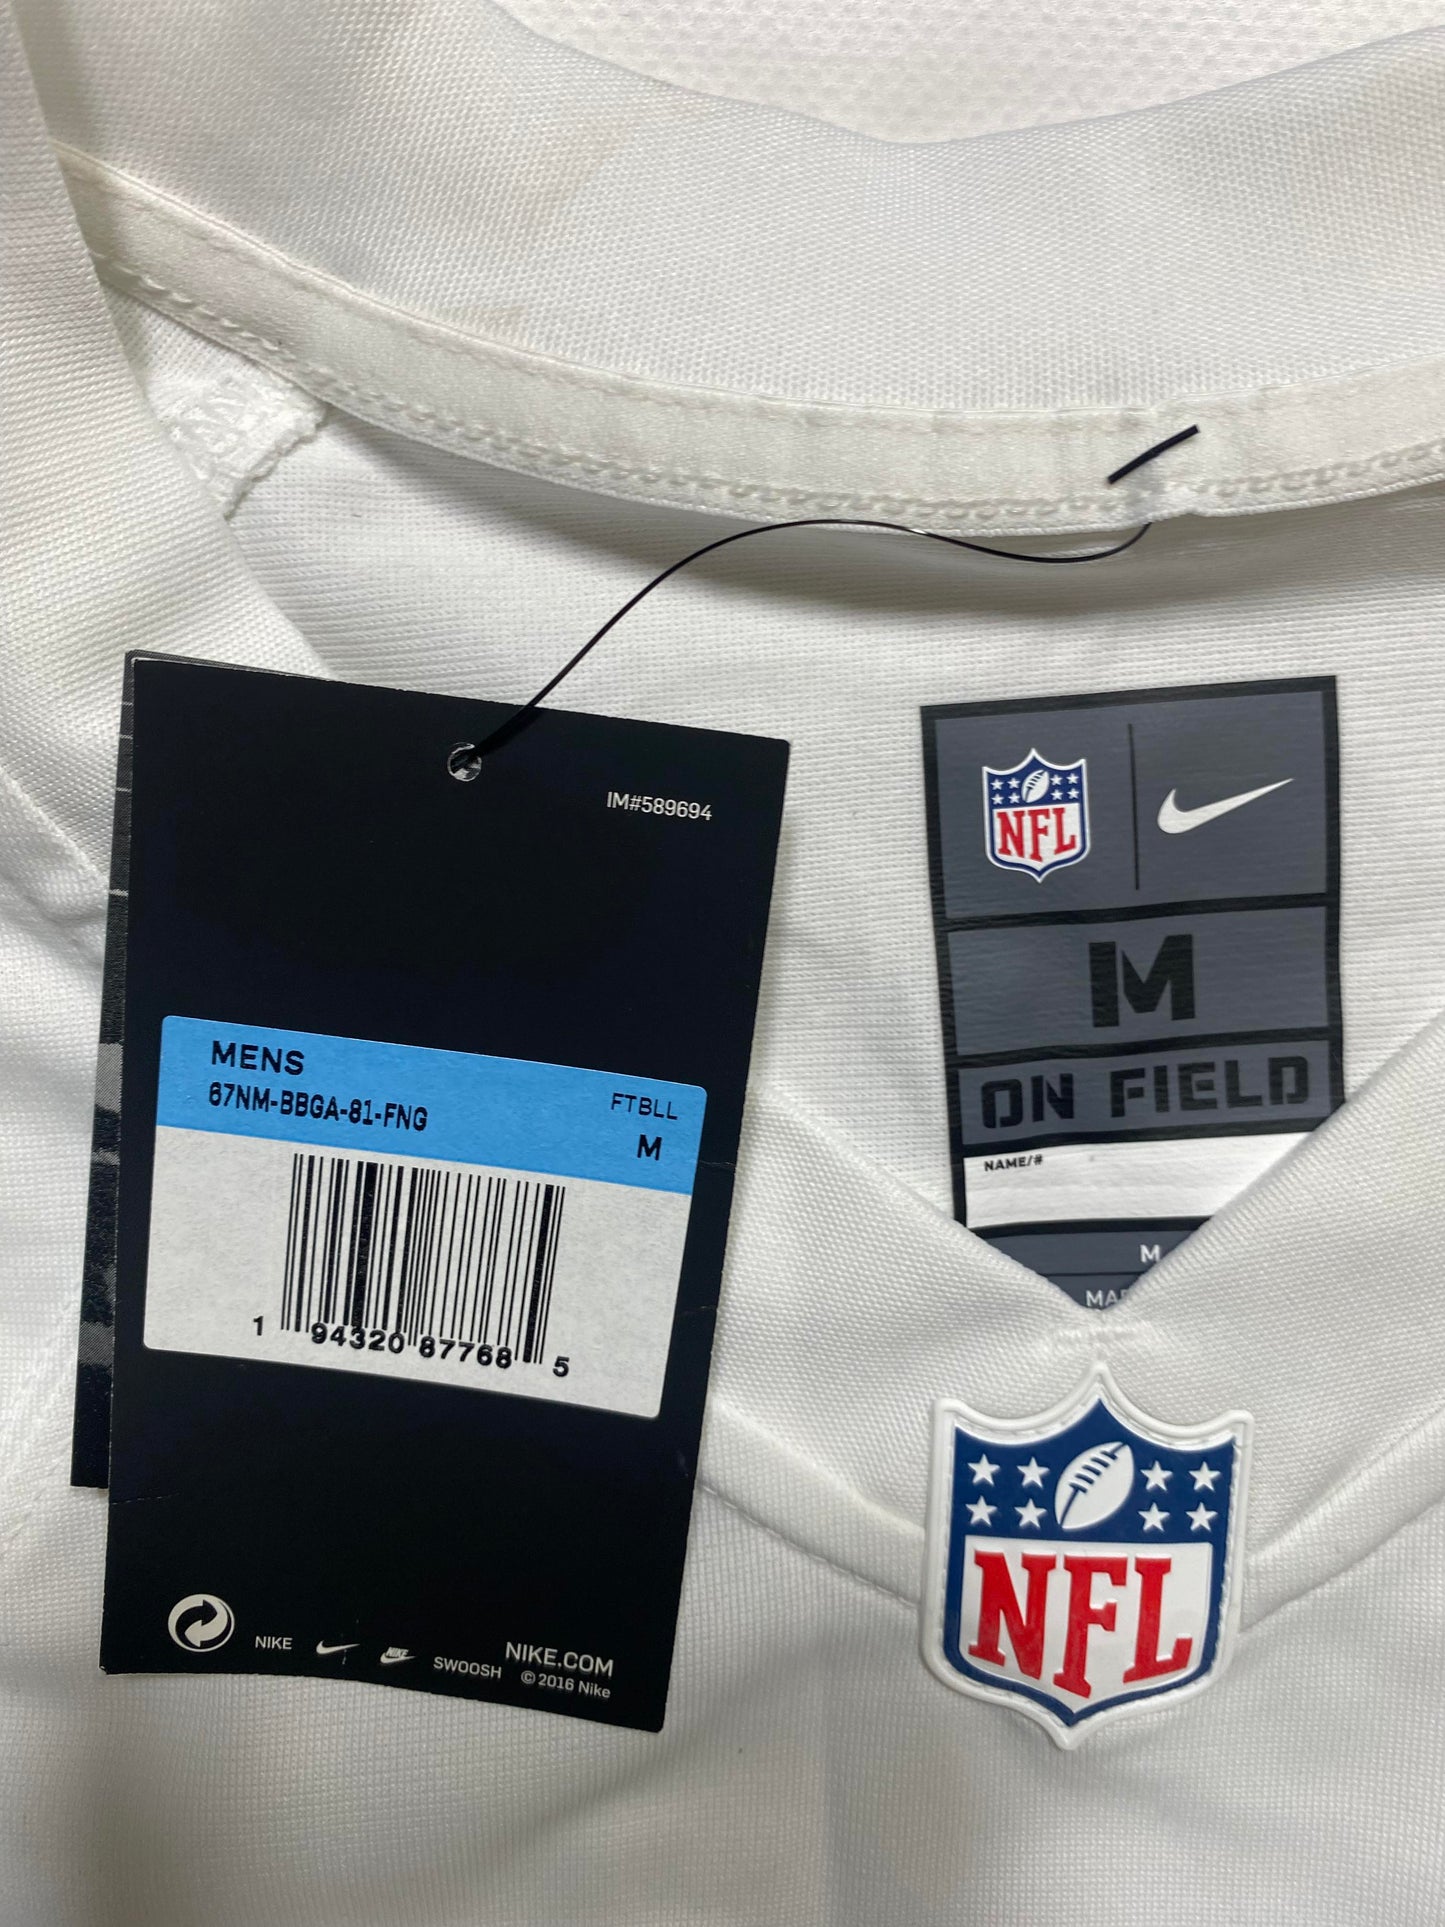 IM#589694
MENS
67NM-BBGA-81-FNG
FTBLL
M
1 94320 87768 5
NIKE
NIKE
SWOOSH
NIKE.COM
© 2016 Nike
NFL
M
ON FIELD
NAME/#
M
NFL